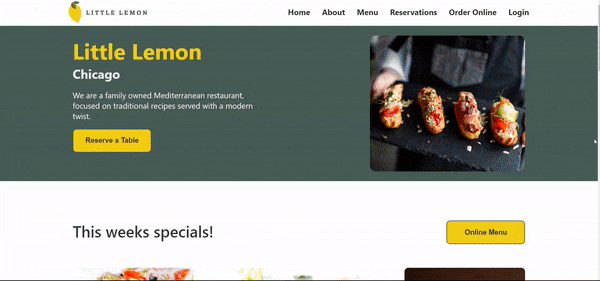 LITTLE LEMON
Home About Menu Reservations Order Online Login
Little Lemon
Chicago
We are a family owned Mediterranean restaurant,
focused on traditional recipes served with a modern
twist.
Reserve a Table
This weeks specials!
Online Menu